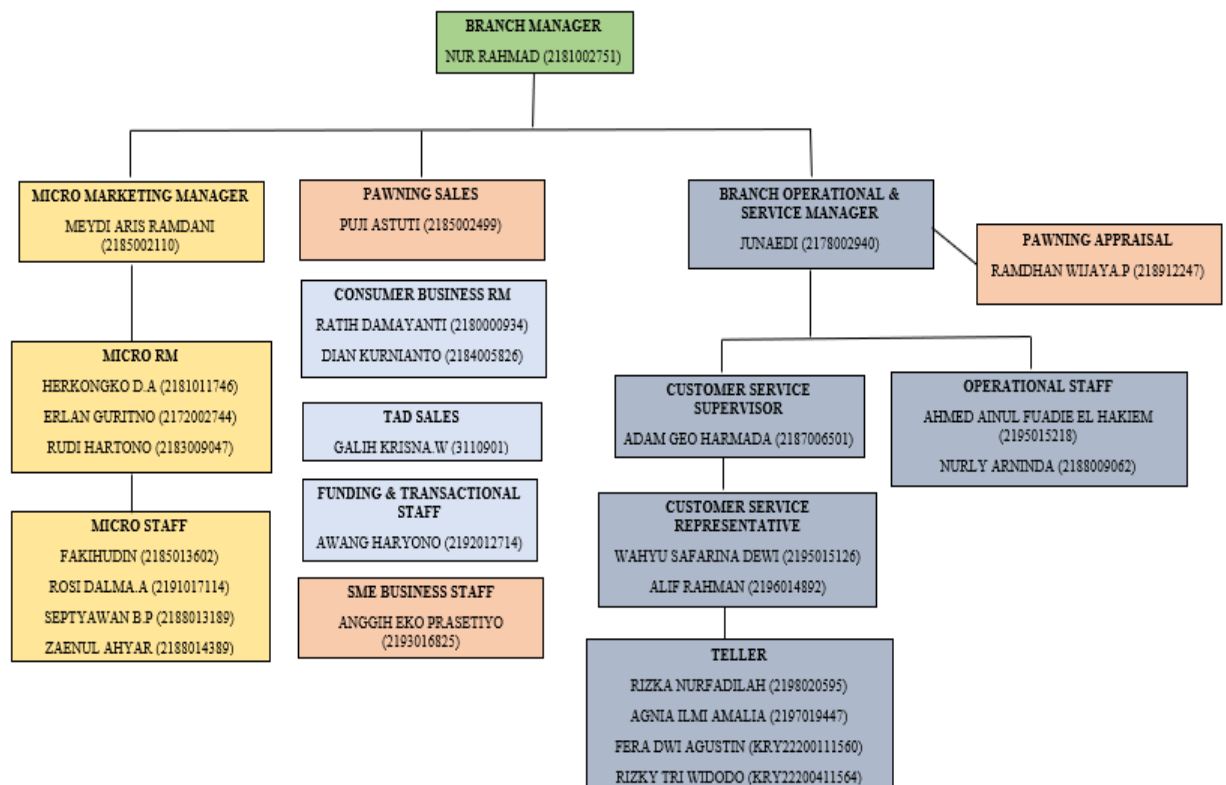 BRANCH MANAGER
NUR RAHMAD (2181002751)
MICRO MARKETING MANAGER
MEYDI ARIS RAMDANI
(2185002110)
PAWNING SALES
PUJI ASTUTI (2185002499)
BRANCH OPERATIONAL &
SERVICE MANAGER
JUNAEDI (2178002940)
PAWNING APPRAISAL
RAMDHAN WIJAYA.P (218912247)
CONSUMER BUSINESS RM
RATIH DAMAYANTI (2180000934)
DIAN KURNIANTO (2184005826)
MICRO RM
HERKONGKO D.A (2181011746)
ERLAN GURITNO (2172002744)
RUDI HARTONO (2183009047)
TAD SALES
GALIH KRISNA.W (3110901)
CUSTOMER SERVICE
SUPERVISOR
ADAM GEO HARMADA (2187006501)
OPERATIONAL STAFF
AHMED AINUL FUADIE EL HAKIEM
(2195015218)
NURLY ARNINDA (2188009062)
FUNDING & TRANSACTIONAL
STAFF
AWANG HARYONO (2192012714)
MICRO STAFF
FAKIHUDIN (2185013602)
ROSI DALMA.A (2191017114)
SEPTYAWAN B.P (2188013189)
ZAENUL AHYAR (2188014389)
CUSTOMER SERVICE
REPRESENTATIVE
WAHYU SAFARINA DEWI (2195015126)
ALIF RAHMAN (2196014892)
SME BUSINESS STAFF
ANGGIH EKO PRASETIYO
(2193016825)
TELLER
RIZKA NURFADILAH (2198020595)
AGNIA ILMI AMALIA (2197019447)
FERA DWI AGUSTIN (KRY22200111560)
RIZKY TRI WIDODO (KRY22200411564)